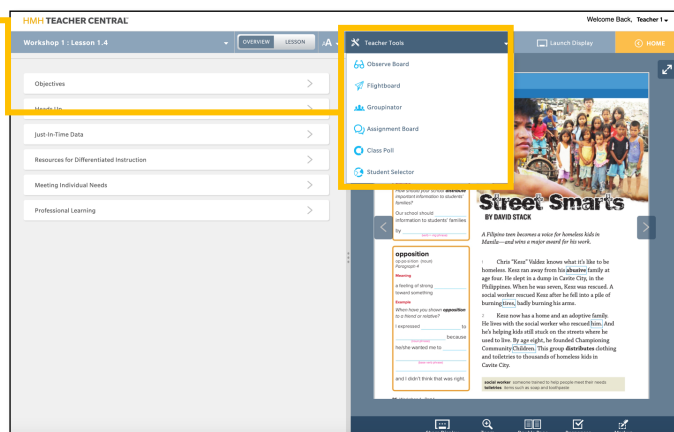 HMH TEACHER CENTRAL
Welcome Back, Teacher 1
Workshop 1 : Lesson 1.4
OVERVIEW LESSON
AA
Teacher Tools
Launch Display
HOME
Observe Board
Flightboard
Groupinator
Assignment Board
Class Poll
Student Selector
Objectives
Heads Up
Just-In-Time Data
Resources for Differentiated Instruction
Meeting Individual Needs
Professional Learning
How should your school distribute
important information to students'
families?
Our school should
information to students' families
by
opposition
op•po•si•tion (noun)
Paragraph 4
Meaning
a feeling of strong
toward something
Example
When have you shown opposition
to a friend or relative?
I expressed to
because
he/she wanted me to
and I didn't think that was right.
Street Smarts
BY DAVID STACK
A Filipino teen becomes a voice for homeless kids in
Manila—and wins a major award for his work.
1 Chris "Kesz" Valdez knows what it's like to be
homeless. Kesz ran away from his abusive family at
age four. He slept in a dump in Cavite City, in the
Philippines. When he was seven, Kesz was rescued. A
social worker rescued Kesz after he fell into a pile of
burning tires, badly burning his arms.
2 Kesz now has a home and an adoptive family.
He lives with the social worker who rescued him. And
he's helping kids still stuck on the streets where he
used to live. By age eight, he founded Championing
Community Children. This group distributes clothing
and toiletries to thousands of homeless kids in
Cavite City.
social worker someone trained to help people meet their needs
toiletries items such as soap and toothpaste